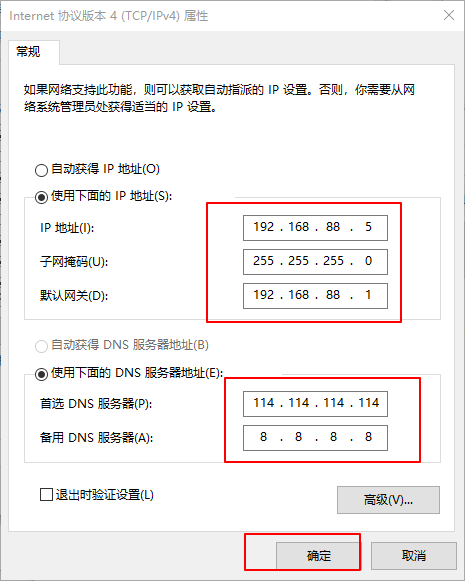 Internet 协议版本 4 (TCP/IPv4) 属性
常规
如果网络支持此功能，则可以获取自动指派的 IP 设置。否则，你需要从网
络系统管理员处获得适当的 IP 设置。
自动获得 IP 地址(O)
使用下面的 IP 地址(S):
IP 地址(I): 192 . 168 . 88 . 5
子网掩码(U): 255 . 255 . 255 . 0
默认网关(D): 192 . 168 . 88 . 1
自动获得 DNS 服务器地址(B)
使用下面的 DNS 服务器地址(E):
首选 DNS 服务器(P): 114 . 114 . 114 . 114
备用 DNS 服务器(A): 8 . 8 . 8 . 8
退出时验证设置(L)
高级(V)...
确定 取消